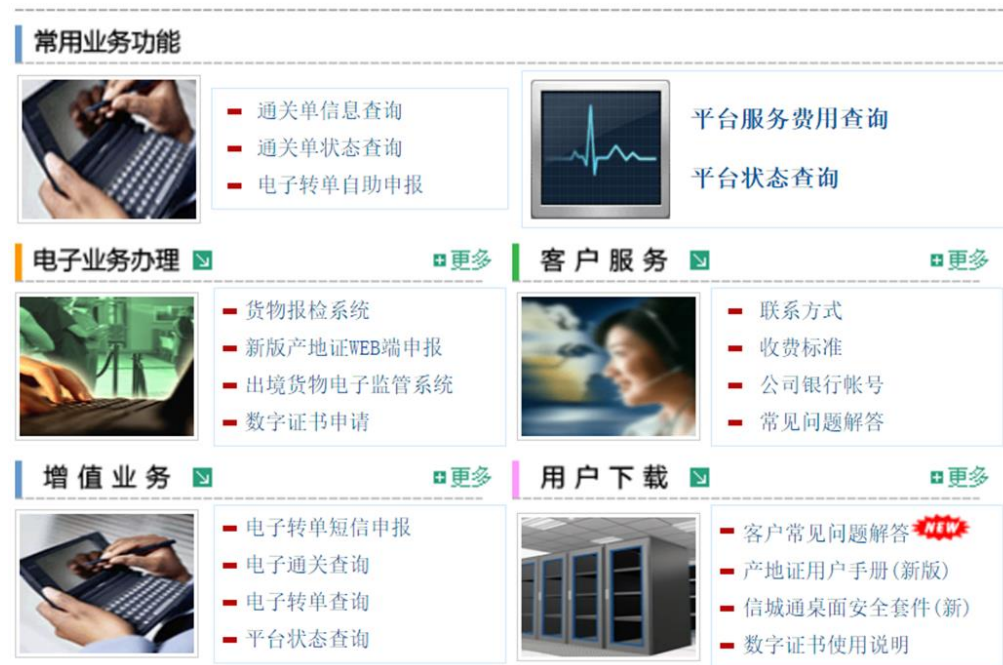 常用业务功能
通关单信息查询
通关单状态查询
电子转单自助申报
平台服务费用查询
平台状态查询
电子业务办理
更多
货物报检系统
新版产地证WEB端申报
出境货物电子监管系统
数字证书申请
客户服务
更多
联系方式
收费标准
公司银行帐号
常见问题解答
增值业务
更多
电子转单短信申报
电子通关查询
电子转单查询
平台状态查询
用户下载
更多
客户常见问题解答 NEW
产地证用户手册(新版)
信城通桌面安全套件(新)
数字证书使用说明